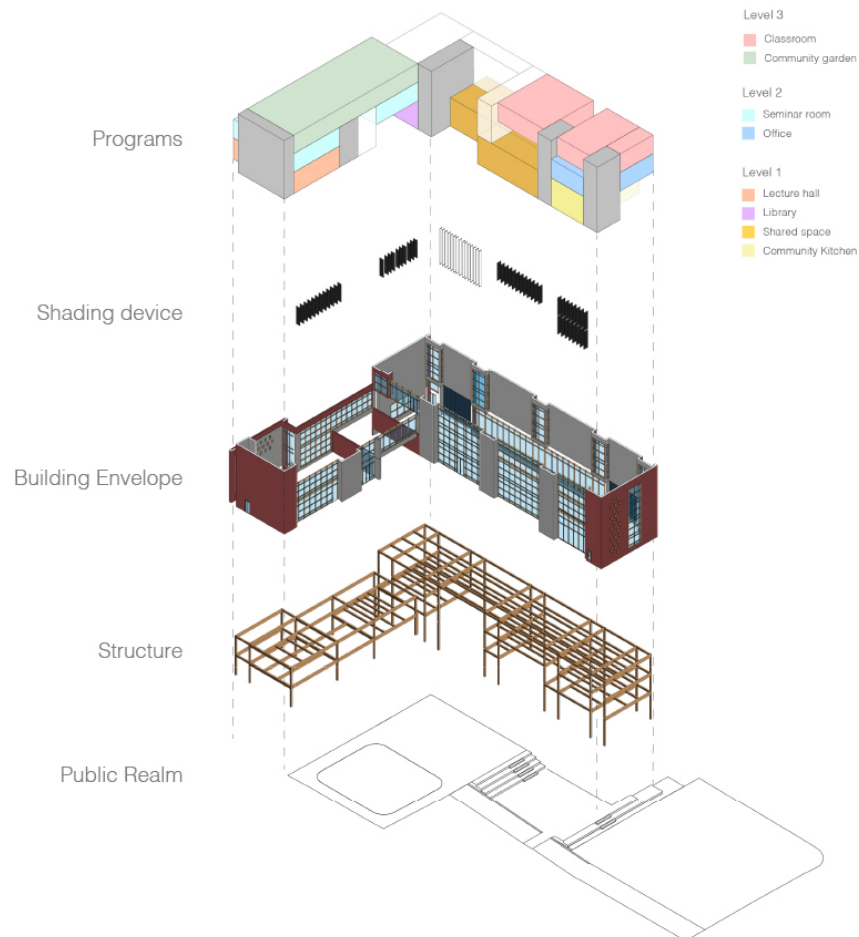 Level 3
Classroom
Community garden
Level 2
Seminar room
Office
Level 1
Lecture hall
Library
Shared space
Community Kitchen
Programs
Shading device
Building Envelope
Structure
Public Realm